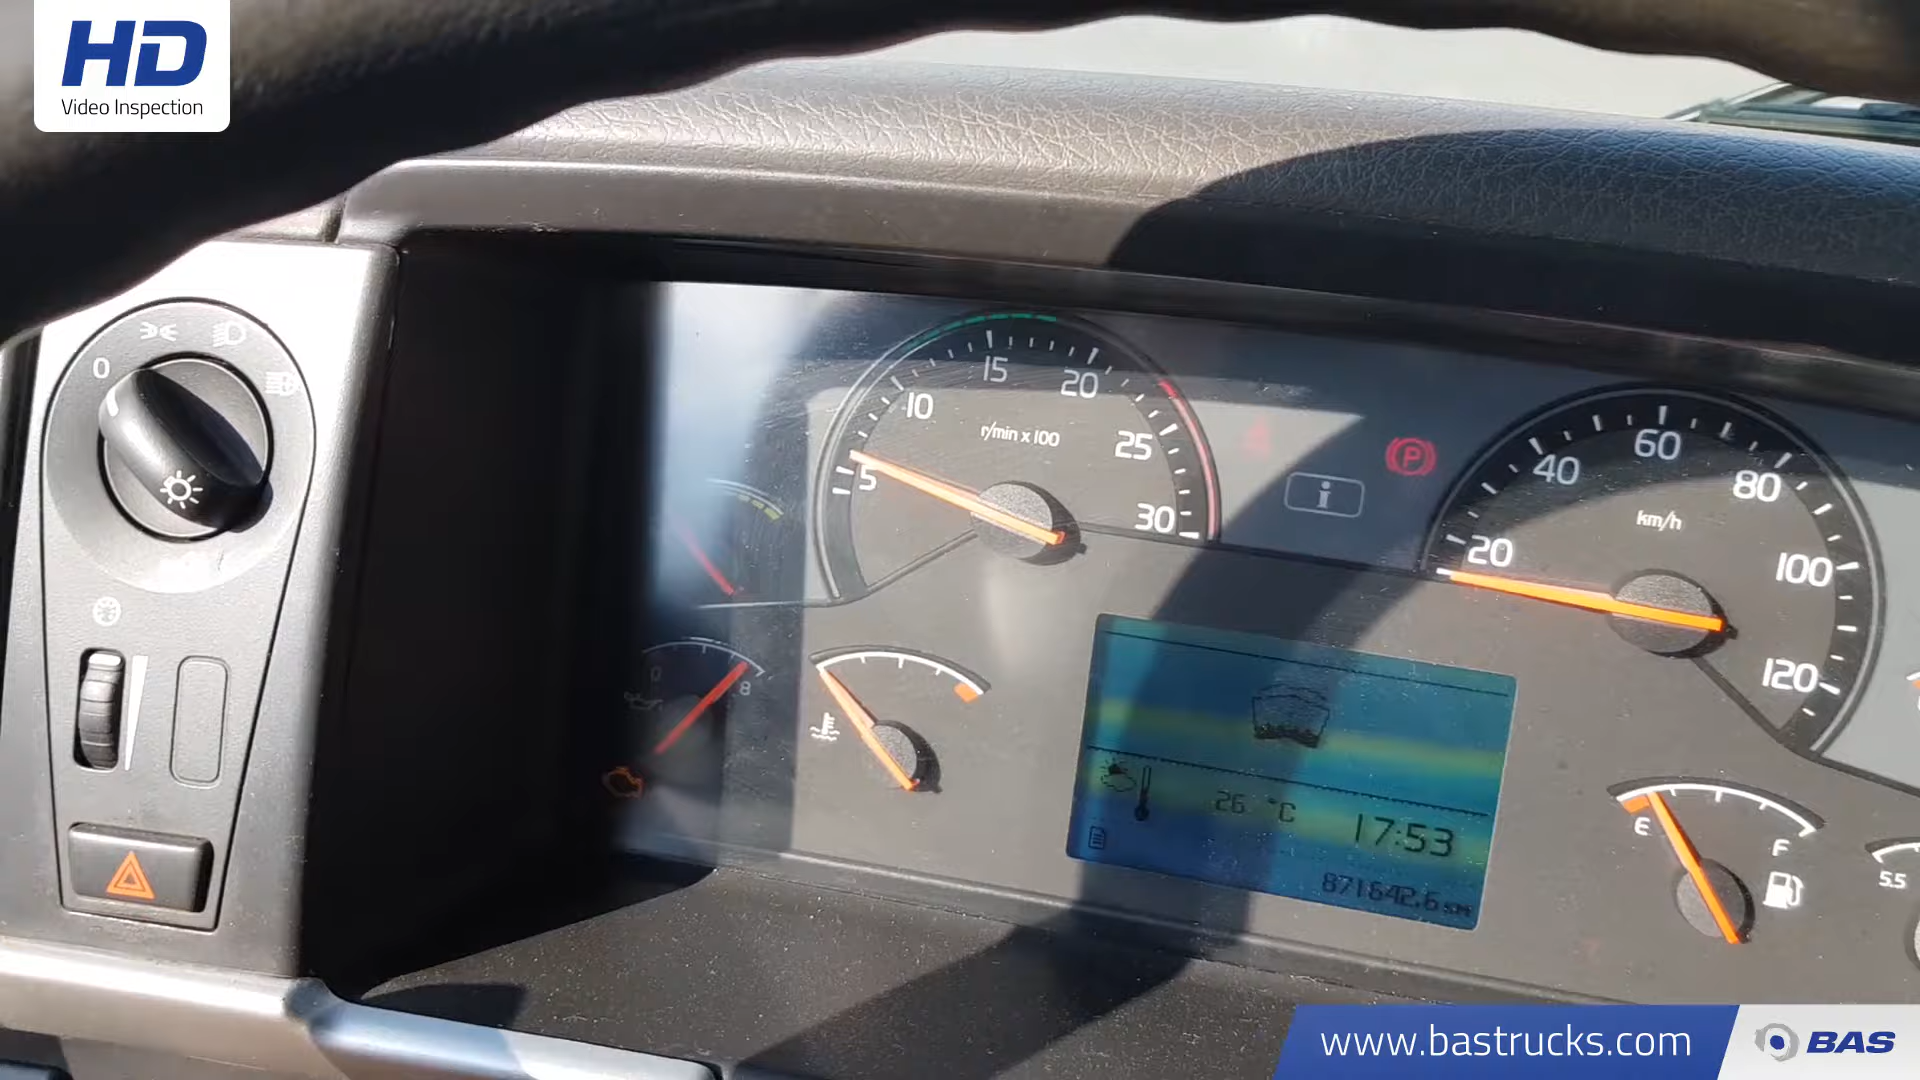 HD
Video Inspection
0
5
10
15
20
25
30
r/min x 100
P
i
20
40
60
80
100
120
km/h
0
8
26 °C
17:53
871642.6 km
E
F
5.5
www.bastrucks.com
BAS